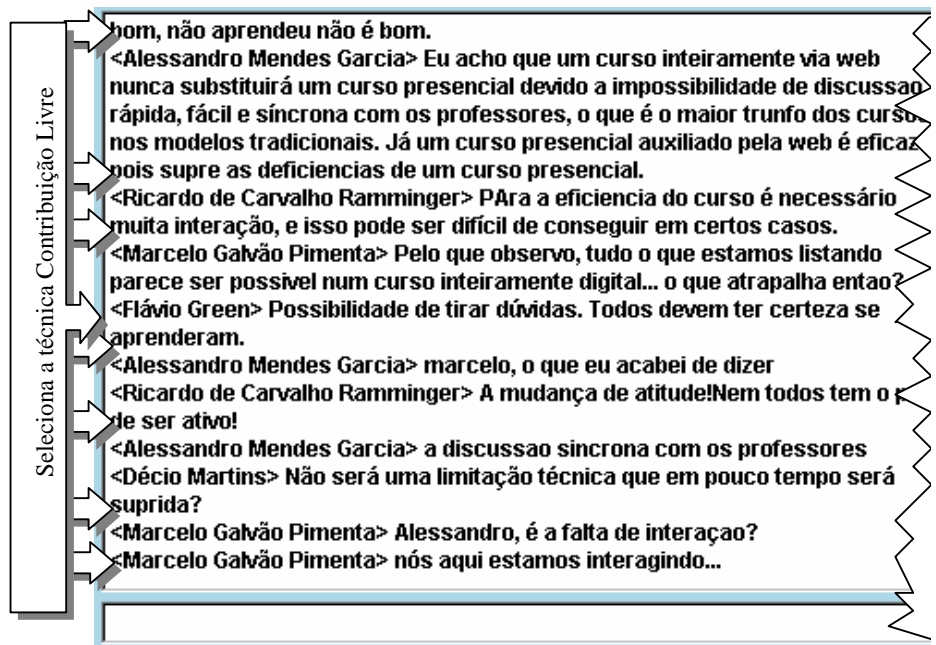 Seleciona a técnica Contribuição Livre
bom, não aprendeu não é bom.
<Alessandro Mendes Garcia> Eu acho que um curso inteiramente via web
nunca substituirá um curso presencial devido a impossibilidade de discussao
rápida, fácil e síncrona com os professores, o que é o maior trunfo dos cursos
nos modelos tradicionais. Já um curso presencial auxiliado pela web é eficaz
pois supre as deficiencias de um curso presencial.
<Ricardo de Carvalho Ramminger> PAra a eficiencia do curso é necessário
muita interação, e isso pode ser difícil de conseguir em certos casos.
<Marcelo Galvão Pimenta> Pelo que observo, tudo o que estamos listando
parece ser possivel num curso inteiramente digital... o que atrapalha entao?
<Flávio Green> Possibilidade de tirar dúvidas. Todos devem ter certeza se
aprenderam.
<Alessandro Mendes Garcia> marcelo, o que eu acabei de dizer
<Ricardo de Carvalho Ramminger> A mudança de atitude!Nem todos tem o
de ser ativo!
<Alessandro Mendes Garcia> a discussao sincrona com os professores
<Décio Martins> Não será uma limitação técnica que em pouco tempo será
suprida?
<Marcelo Galvão Pimenta> Alessandro, é a falta de interaçao?
<Marcelo Galvão Pimenta> nós aqui estamos interagindo...